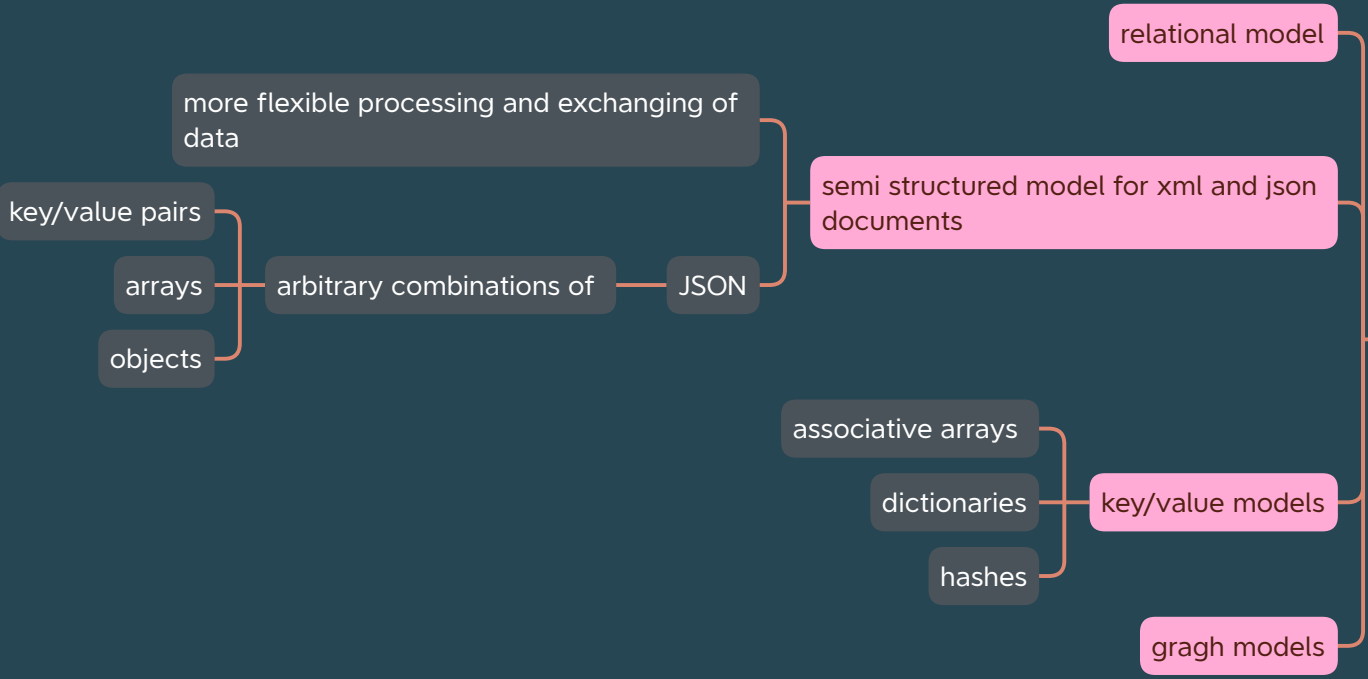 relational model
more flexible processing and exchanging of
data
semi structured model for xml and json
documents
key/value pairs
arrays
arbitrary combinations of
JSON
objects
associative arrays
dictionaries
key/value models
hashes
gragh models